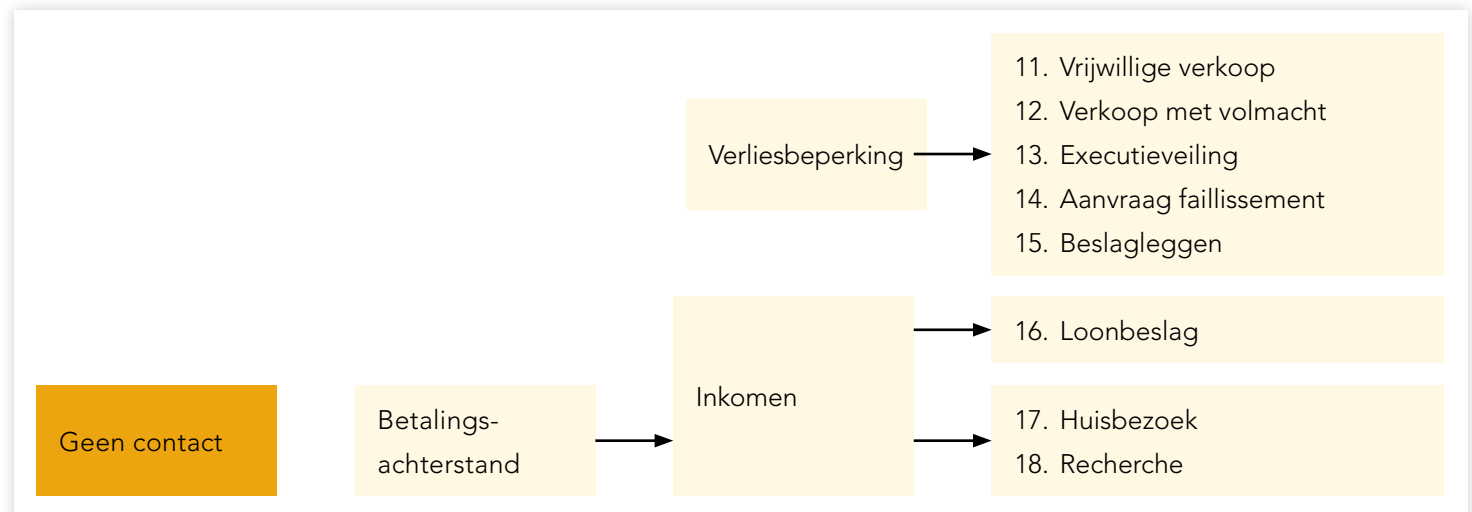 11. Vrijwillige verkoop
12. Verkoop met volmacht
13. Executieveiling
14. Aanvraag faillissement
15. Beslagleggen
Verliesbeperking
16. Loonbeslag
Inkomen
Geen contact
Betalings-
achterstand
17. Huisbezoek
18. Recherche